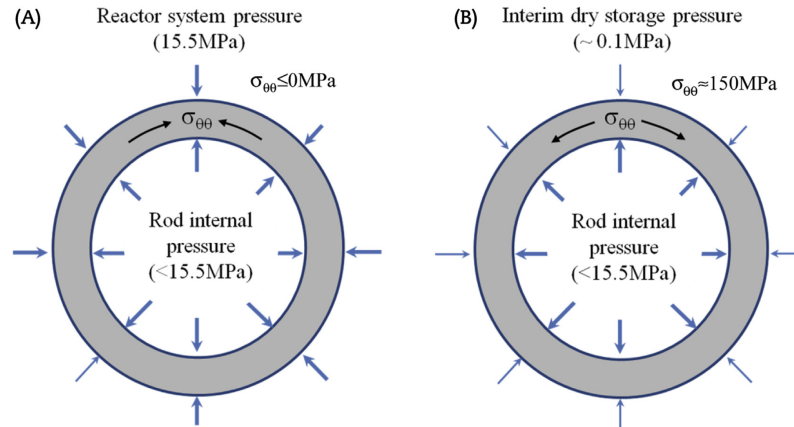 (A)
Reactor system pressure
(15.5MPa)
σθθ≤0MPa
σθθ
Rod internal
pressure
(<15.5MPa)
(B)
Interim dry storage pressure
(~ 0.1MPa)
σθθ≈150MPa
σθθ
Rod internal
pressure
(<15.5MPa)